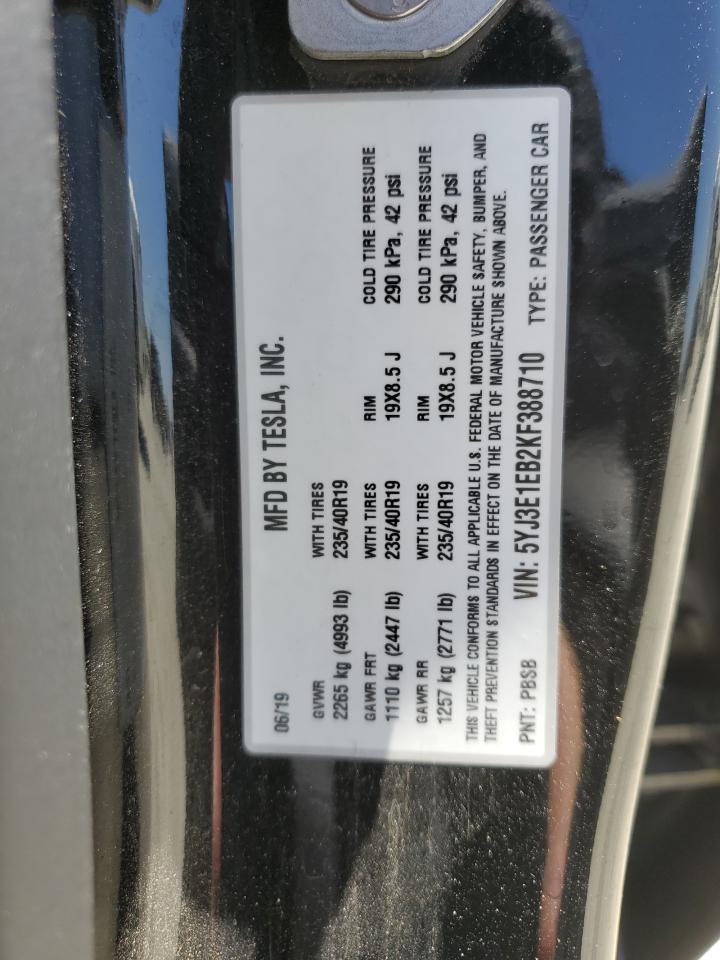 MFD BY TESLA, INC.
06/19
GVWR WITH TIRES
2265 kg (4993 lb) 235/40R19
GAWR FRT WITH TIRES RIM COLD TIRE PRESSURE
1110 kg (2447 lb) 235/40R19 19X8.5 J 290 kPa, 42 psi
GAWR RR WITH TIRES RIM COLD TIRE PRESSURE
1257 kg (2771 lb) 235/40R19 19X8.5 J 290 kPa, 42 psi
THIS VEHICLE CONFORMS TO ALL APPLICABLE U.S. FEDERAL MOTOR VEHICLE SAFETY, BUMPER, AND
THEFT PREVENTION STANDARDS IN EFFECT ON THE DATE OF MANUFACTURE SHOWN ABOVE.
PNT: PBSB VIN: 5YJ3E1EB2KF388710 TYPE: PASSENGER CAR